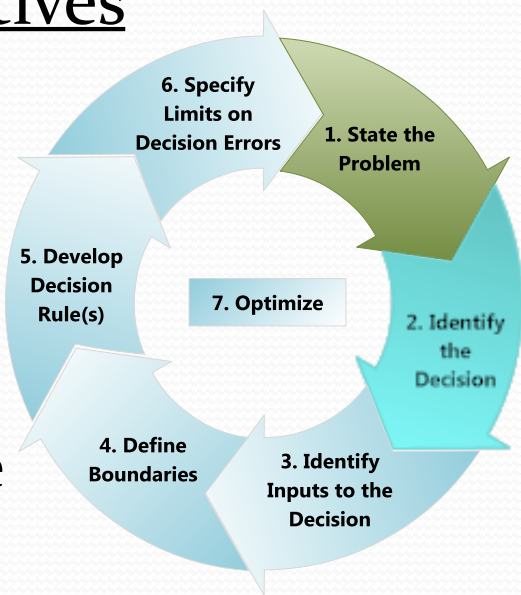 tives
1. State the
Problem
2. Identify
the
Decision
3. Identify
Inputs to the
Decision
4. Define
Boundaries
5. Develop
Decision
Rule(s)
6. Specify
Limits on
Decision Errors
7. Optimize
e